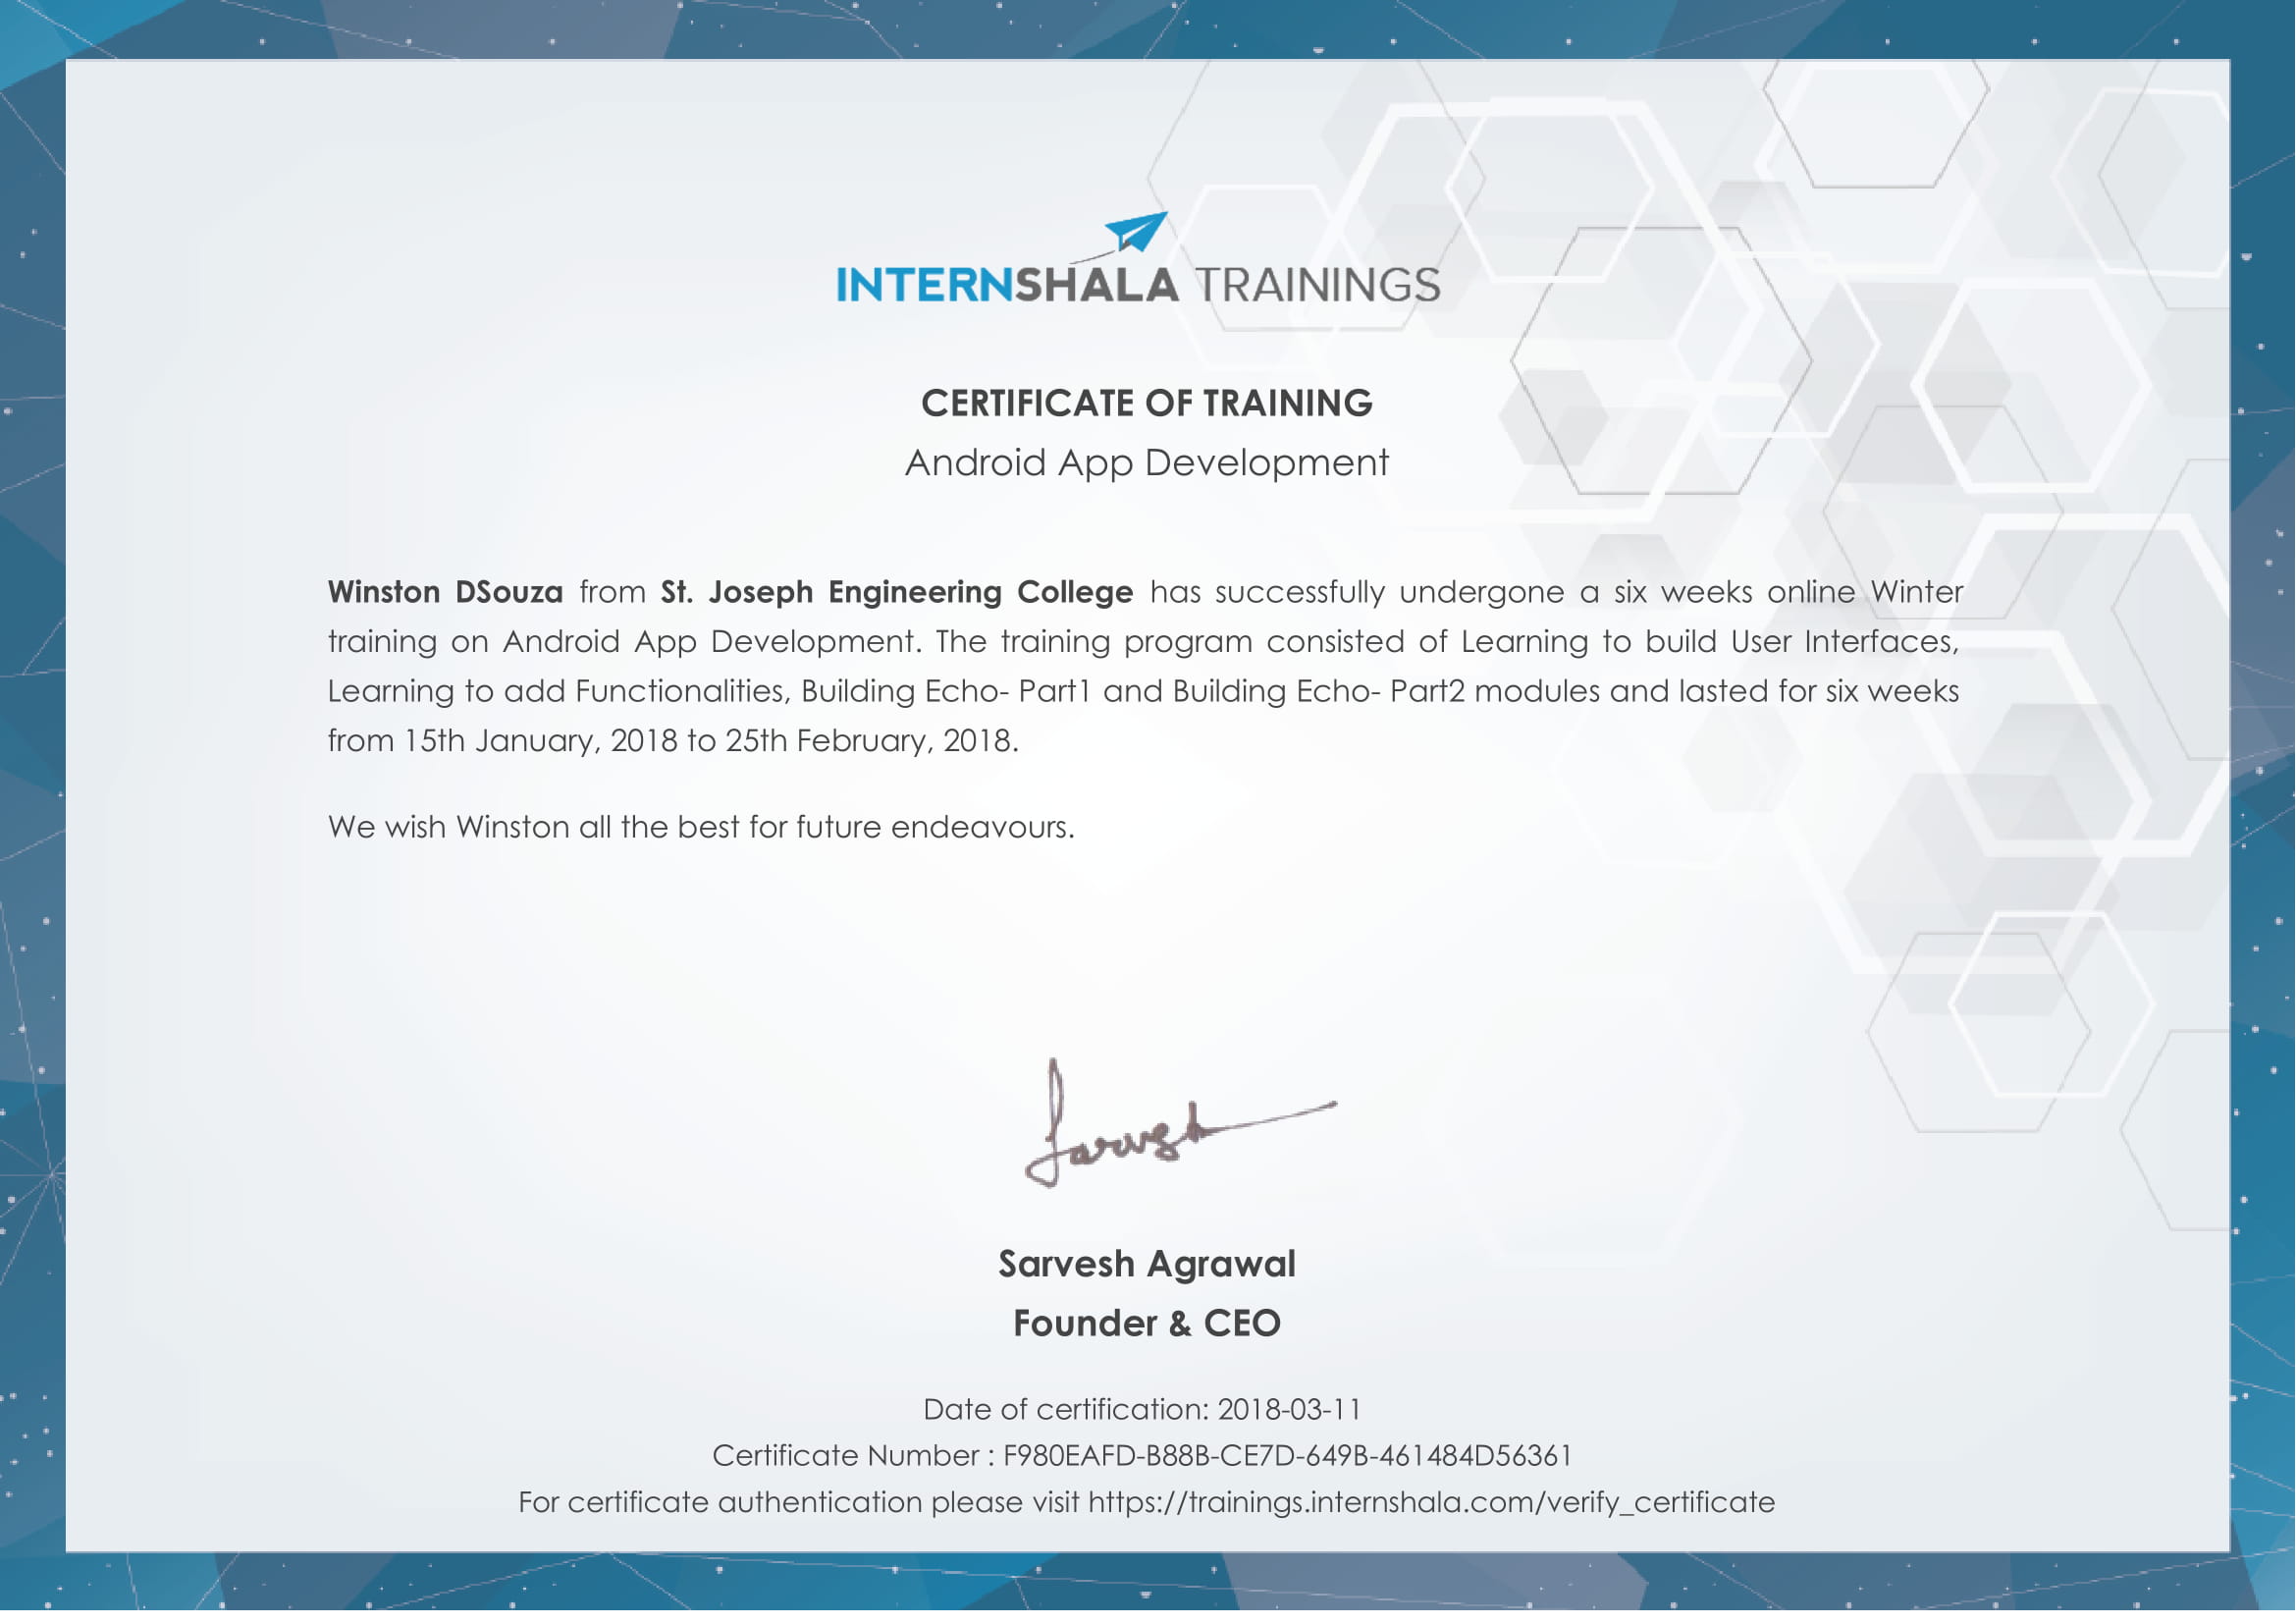 INTERNSHALA TRAININGS
CERTIFICATE OF TRAINING
Android App Development
Winston DSouza from St. Joseph Engineering College has successfully undergone a six weeks online Winter
training on Android App Development. The training program consisted of Learning to build User Interfaces,
Learning to add Functionalities, Building Echo- Part1 and Building Echo- Part2 modules and lasted for six weeks
from 15th January, 2018 to 25th February, 2018.
We wish Winston all the best for future endeavours.
Sarvesh
Sarvesh Agrawal
Founder & CEO
Date of certification: 2018-03-11
Certificate Number : F980EAFD-B88B-CE7D-649B-461484D56361
For certificate authentication please visit https://trainings.internshala.com/verify_certificate